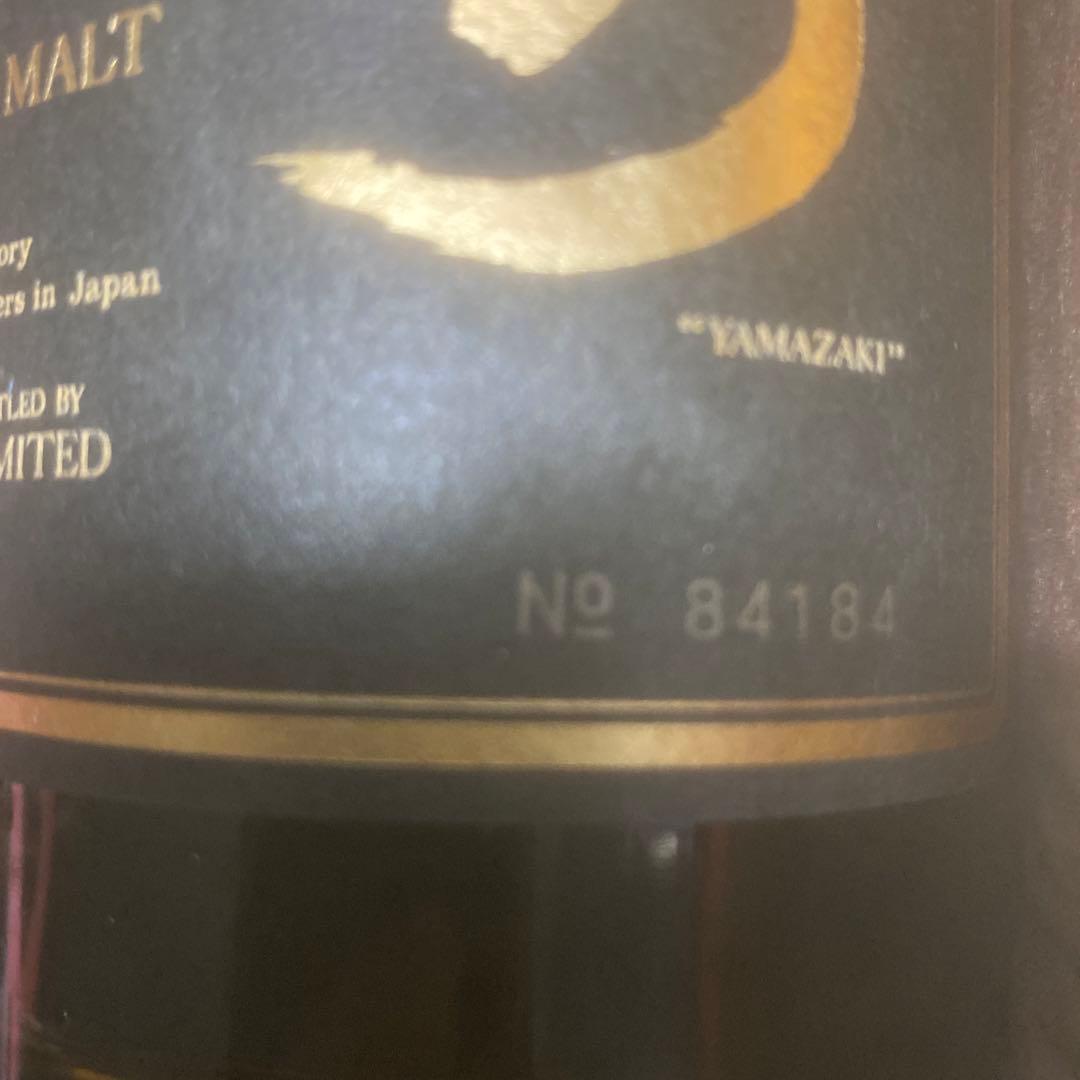 MALT
ory
ers in Japan
TLED BY
MITED
“YAMAZAKI”
Nº 84184